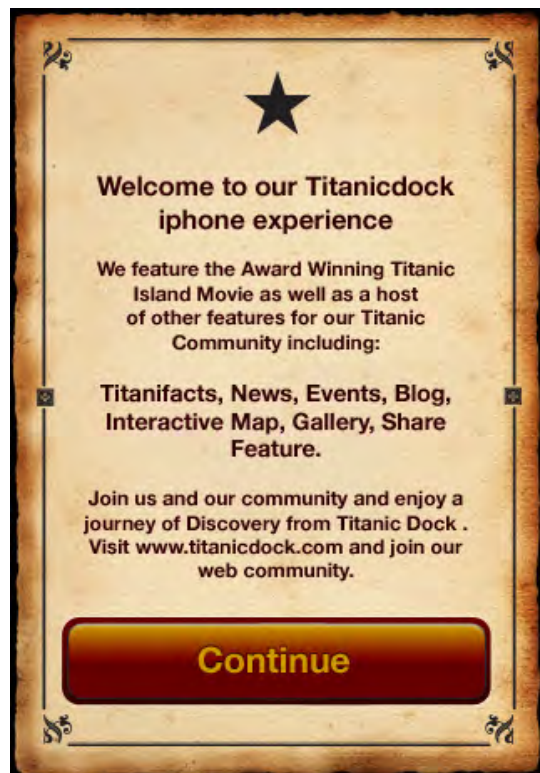 Welcome to our Titanicdock
iphone experience
We feature the Award Winning Titanic
Island Movie as well as a host
of other features for our Titanic
Community including:
Titanifacts, News, Events, Blog,
Interactive Map, Gallery, Share
Feature.
Join us and our community and enjoy a
journey of Discovery from Titanic Dock .
Visit www.titanicdock.com and join our
web community.
Continue